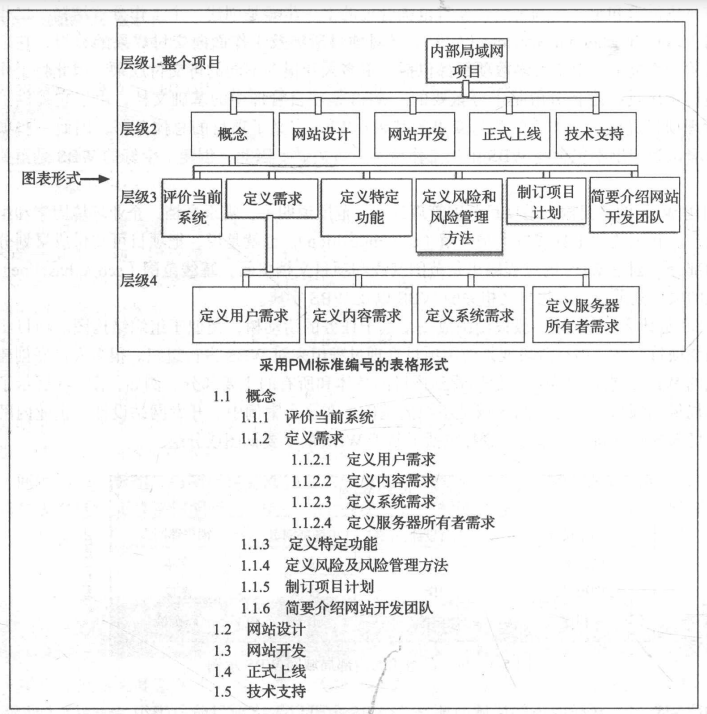 层级1-整个项目
内部局域网
项目
层级2
概念
网站设计
网站开发
正式上线
技术支持
图表形式
层级3
评价当前
系统
定义需求
定义特定
功能
定义风险和
风险管理
方法
制订项目
计划
简要介绍网站
开发团队
层级4
定义用户需求
定义内容需求
定义系统需求
定义服务器
所有者需求
采用PMI标准编号的表格形式
1.1 概念
1.1.1 评价当前系统
1.1.2 定义需求
1.1.2.1 定义用户需求
1.1.2.2 定义内容需求
1.1.2.3 定义系统需求
1.1.2.4 定义服务器所有者需求
1.1.3 定义特定功能
1.1.4 定义风险及风险管理方法
1.1.5 制订项目计划
1.1.6 简要介绍网站开发团队
1.2 网站设计
1.3 网站开发
1.4 正式上线
1.5 技术支持